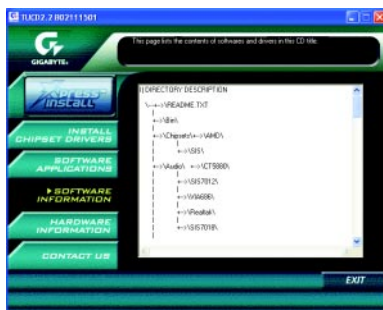 TUCD2.2 B02111501
GIGABYTE
This page lists the contents of softwares and drivers in this CD title.
Xpress
INSTALL
INSTALL
CHIPSET DRIVERS
SOFTWARE
APPLICATIONS
SOFTWARE
INFORMATION
HARDWARE
INFORMATION
CONTACT US
I) DIRECTORY DESCRIPTION
\--+->\README.TXT
+->\Bin\
+->\Chipsets\+->\AMD\
+->\SIS\
+->\Audio\ +->\CT5880\
+->\SIS7012\
+->\VIA686\
+->\Realtek\
+->\SIS7018\
EXIT